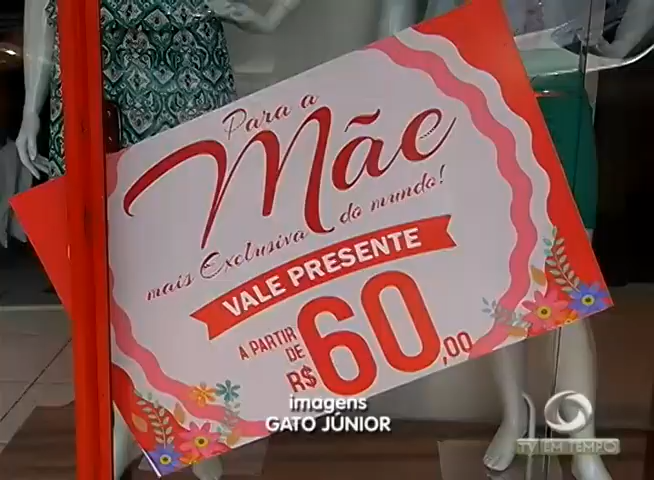 Para a
Mãe
mais Exclusiva do mundo!
VALE PRESENTE
A PARTIR
DE
R$60,00
imagens
GATO JÚNIOR
TV EM TEMPO